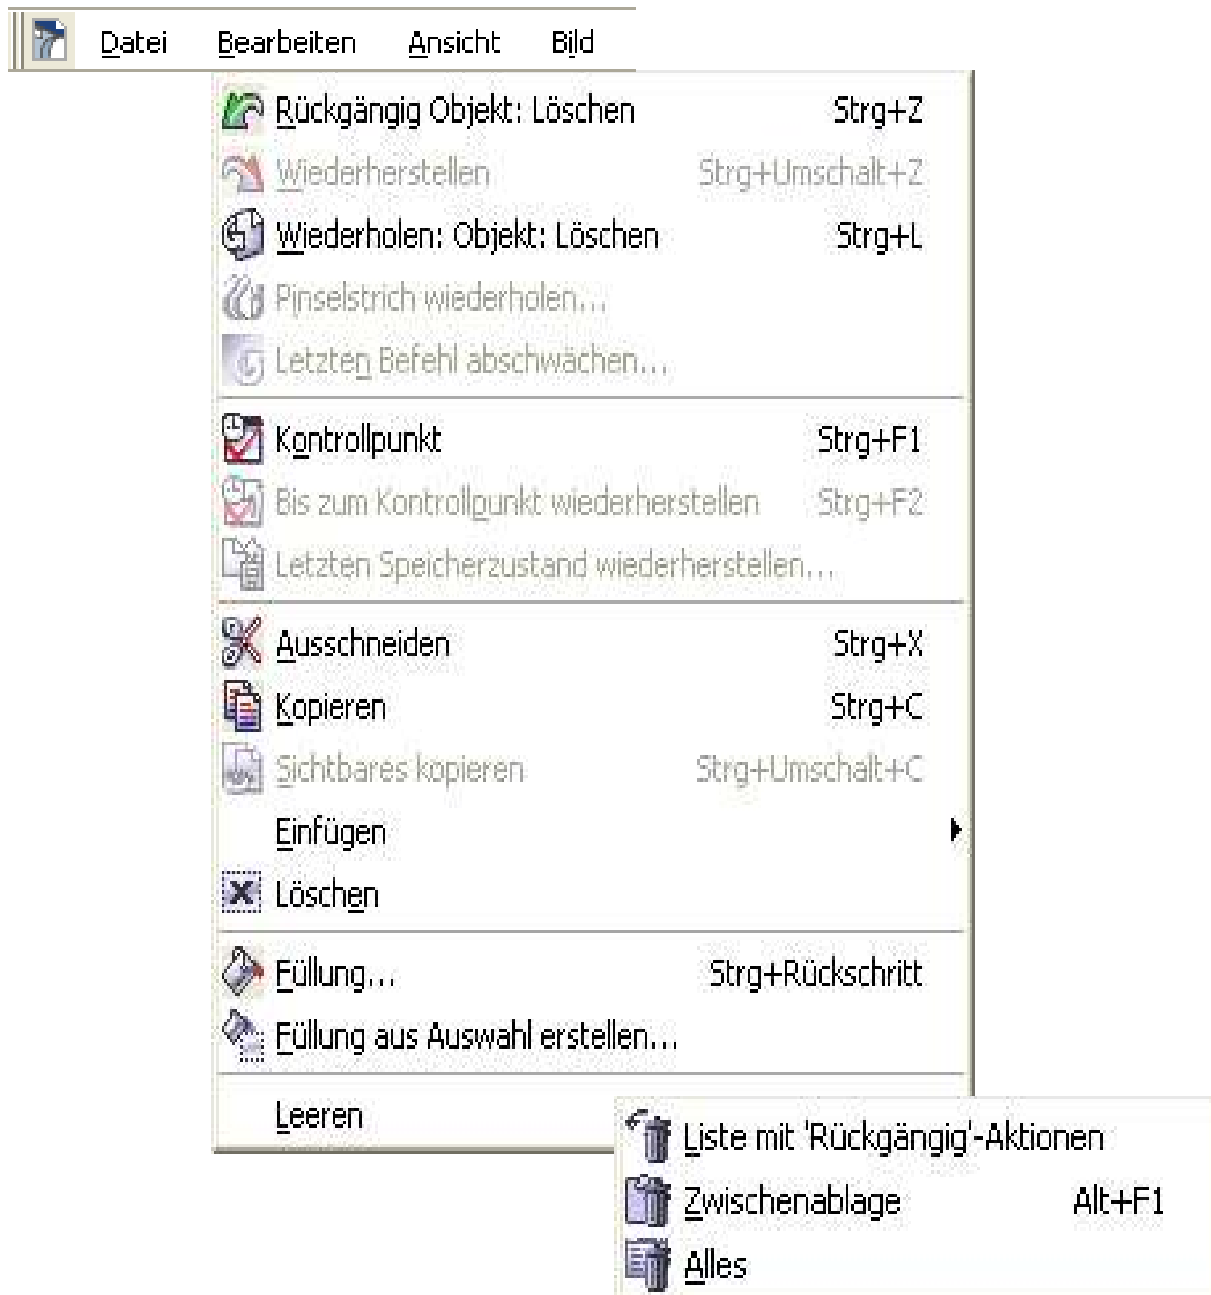 Datei Bearbeiten Ansicht Bild
Rückgängig Objekt: Löschen Strg+Z
Wiederherstellen Strg+Umschalt+Z
Wiederholen: Objekt: Löschen Strg+L
Pinselstrich wiederholen...
Letzten Befehl abschwächen...
Kontrollpunkt Strg+F1
Bis zum Kontrollpunkt wiederherstellen Strg+F2
Letzten Speicherzustand wiederherstellen...
Ausschneiden Strg+X
Kopieren Strg+C
Sichtbares kopieren Strg+Umschalt+C
Einfügen
Löschen
Füllung... Strg+Rückschritt
Füllung aus Auswahl erstellen...
Leeren
Liste mit 'Rückgängig'-Aktionen
Zwischenablage Alt+F1
Alles